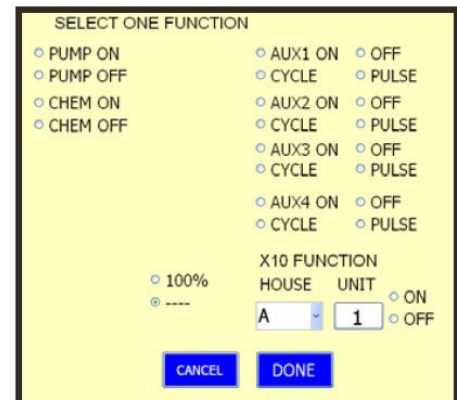 SELECT ONE FUNCTION
PUMP ON
PUMP OFF
CHEM ON
CHEM OFF
AUX1 ON OFF
CYCLE PULSE
AUX2 ON OFF
CYCLE PULSE
AUX3 ON OFF
CYCLE PULSE
AUX4 ON OFF
CYCLE PULSE
100%
----
X10 FUNCTION
HOUSE UNIT
A 1 ON
OFF
CANCEL DONE